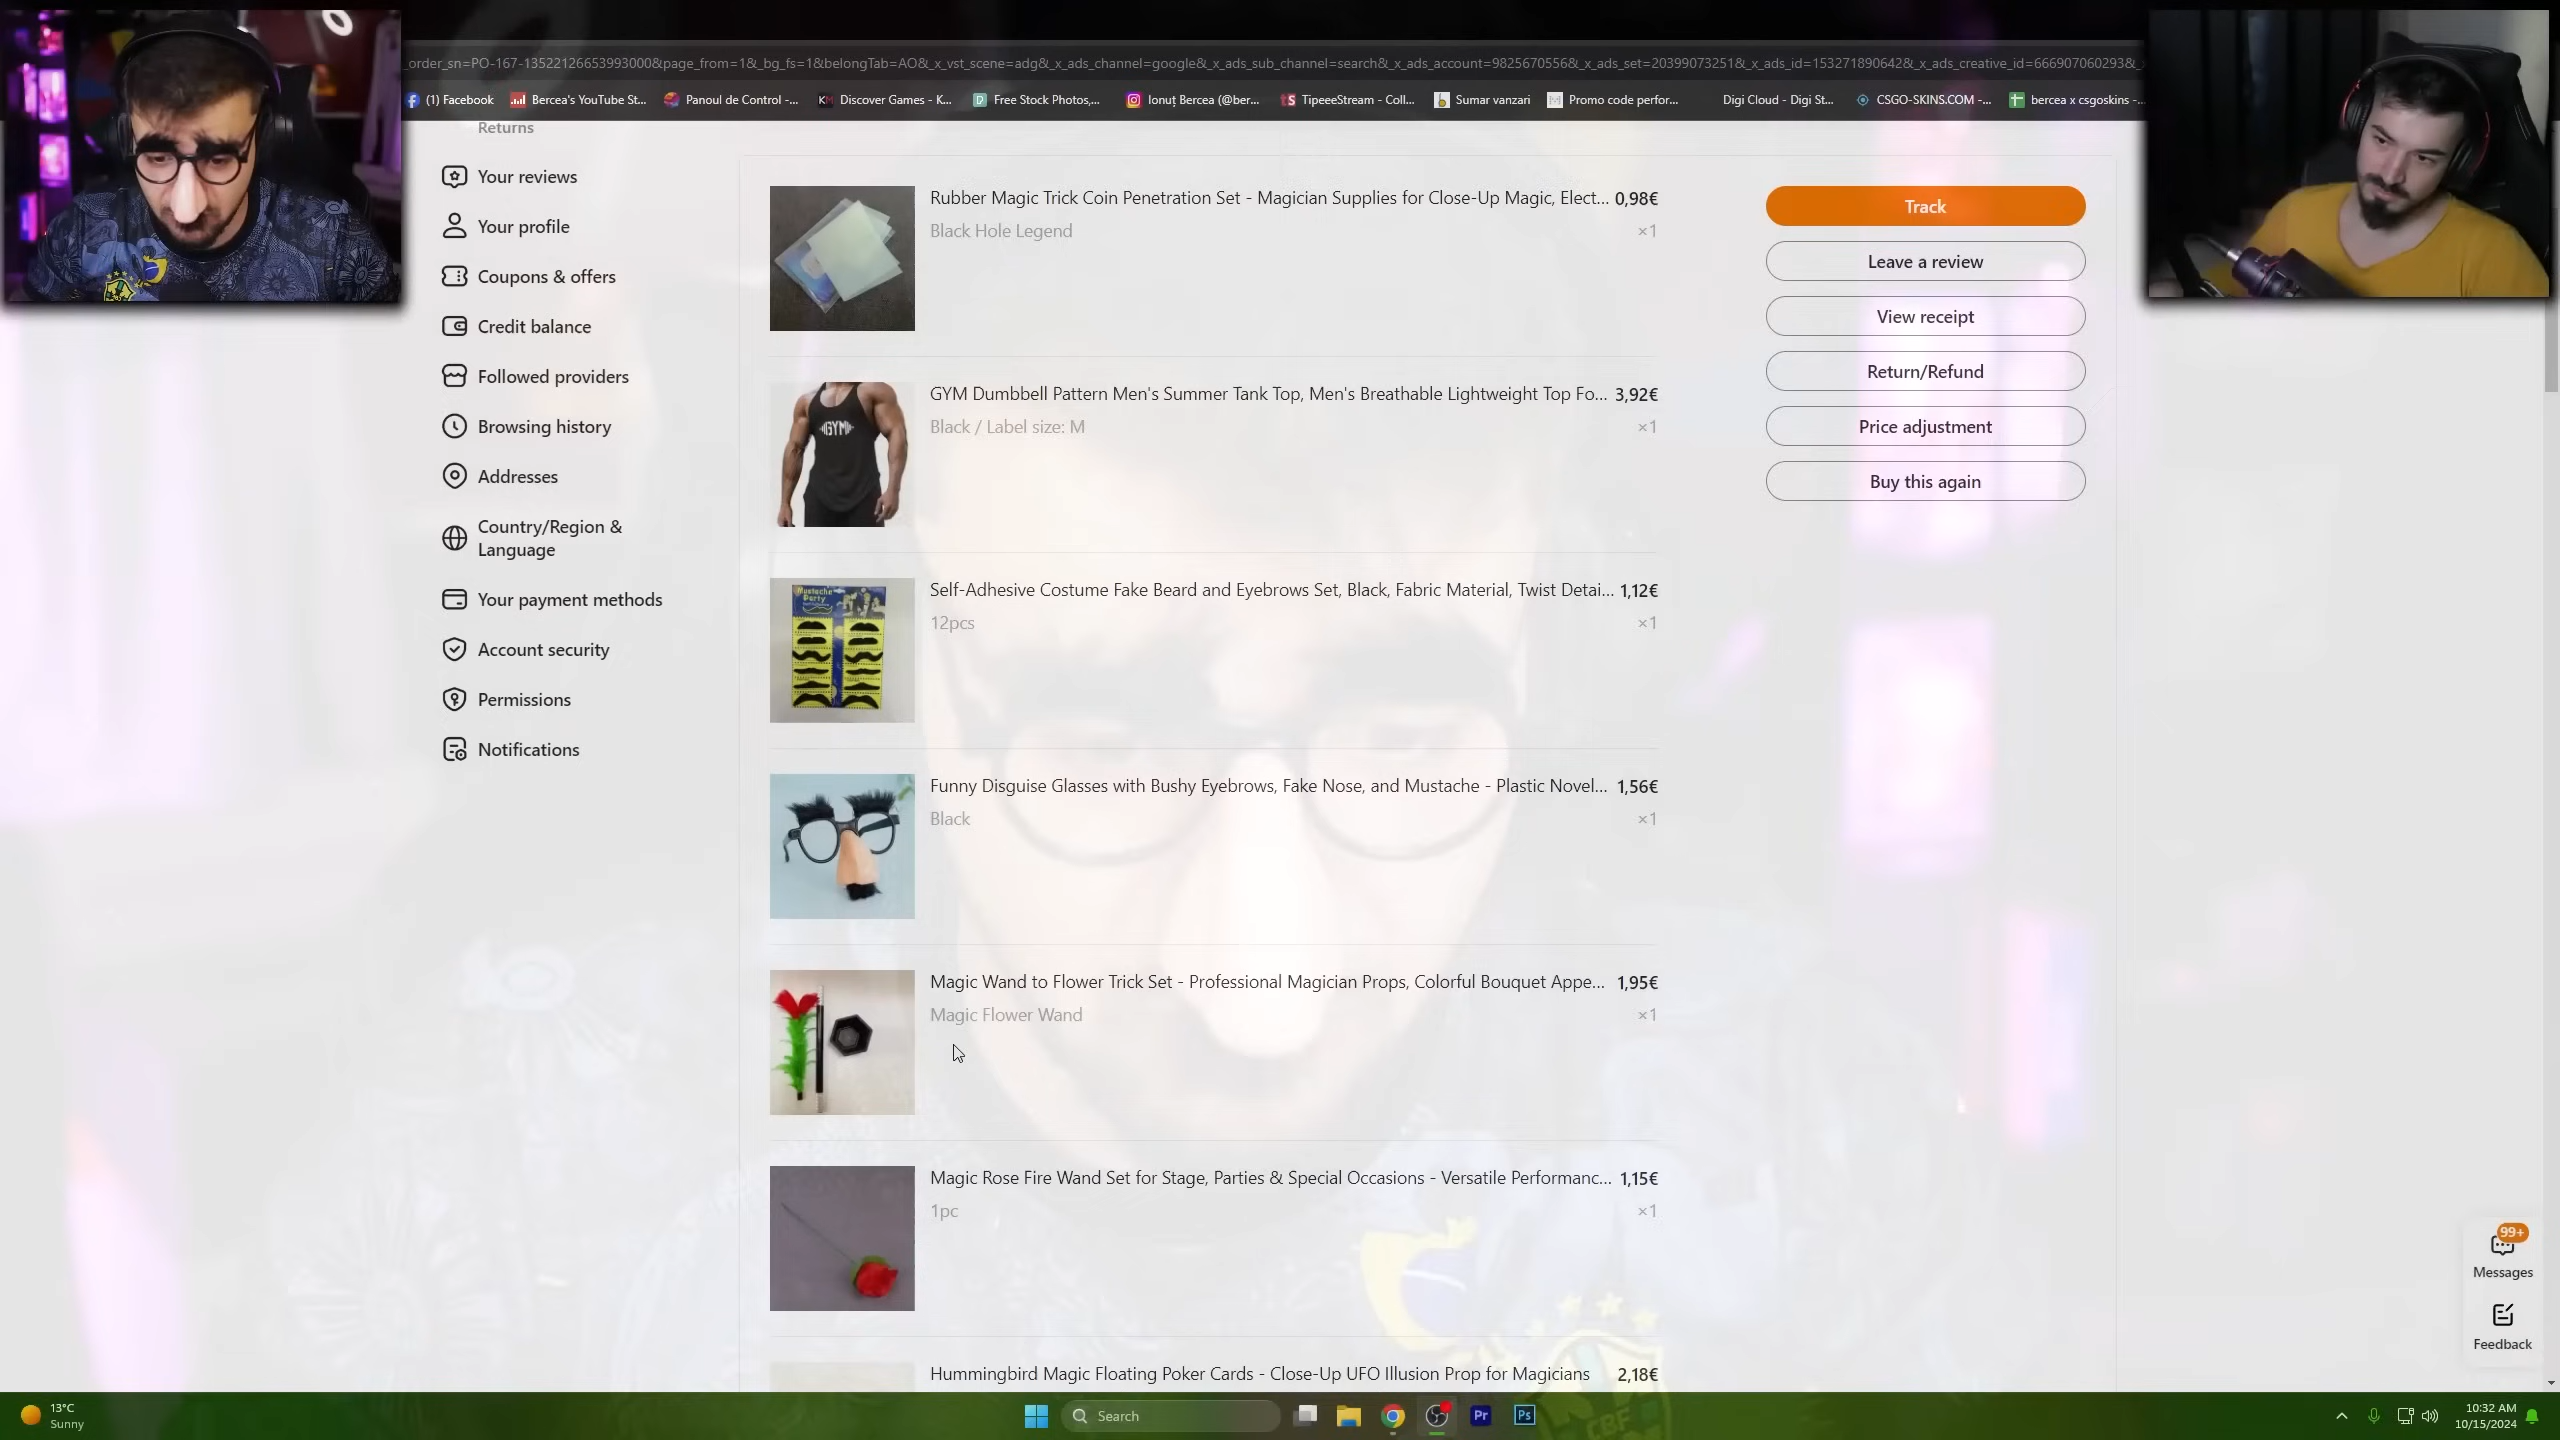 _order_sn=PO-167-13522126653993000&page_from=1&_bg_fs=1&belongTab=AO&_x_vst_scene=adg&_x_ads_channel=google&_x_ads_sub_channel=search&_x_ads_account=9825670556&_x_ads_set=20399073251&_x_ads_id=153271890642&_x_ads_creative_id=666907060293&_
(1) Facebook
Bercea's YouTube St...
Panoul de Control -...
Discover Games - K...
Free Stock Photos,...
Ionuț Bercea (@ber...
TipeeeStream - Coll...
Sumar vanzari
Promo code perfor...
Digi Cloud - Digi St...
CSGO-SKINS.COM -...
bercea x csgoskins -...
Returns
Your reviews
Your profile
Coupons & offers
Credit balance
Followed providers
Browsing history
Addresses
Country/Region &
Language
Your payment methods
Account security
Permissions
Notifications
Rubber Magic Trick Coin Penetration Set - Magician Supplies for Close-Up Magic, Elect... 0,98€
Black Hole Legend ×1
GYM Dumbbell Pattern Men's Summer Tank Top, Men's Breathable Lightweight Top Fo... 3,92€
Black / Label size: M ×1
GYM
Self-Adhesive Costume Fake Beard and Eyebrows Set, Black, Fabric Material, Twist Detai... 1,12€
12pcs ×1
Mustache
Party
Funny Disguise Glasses with Bushy Eyebrows, Fake Nose, and Mustache - Plastic Novel... 1,56€
Black ×1
Magic Wand to Flower Trick Set - Professional Magician Props, Colorful Bouquet Appe... 1,95€
Magic Flower Wand ×1
Magic Rose Fire Wand Set for Stage, Parties & Special Occasions - Versatile Performanc... 1,15€
1pc ×1
Hummingbird Magic Floating Poker Cards - Close-Up UFO Illusion Prop for Magicians 2,18€
Track
Leave a review
View receipt
Return/Refund
Price adjustment
Buy this again
99+
Messages
Feedback
13°C
Sunny
Search
Pr
Ps
CBF
10:32 AM
10/15/2024